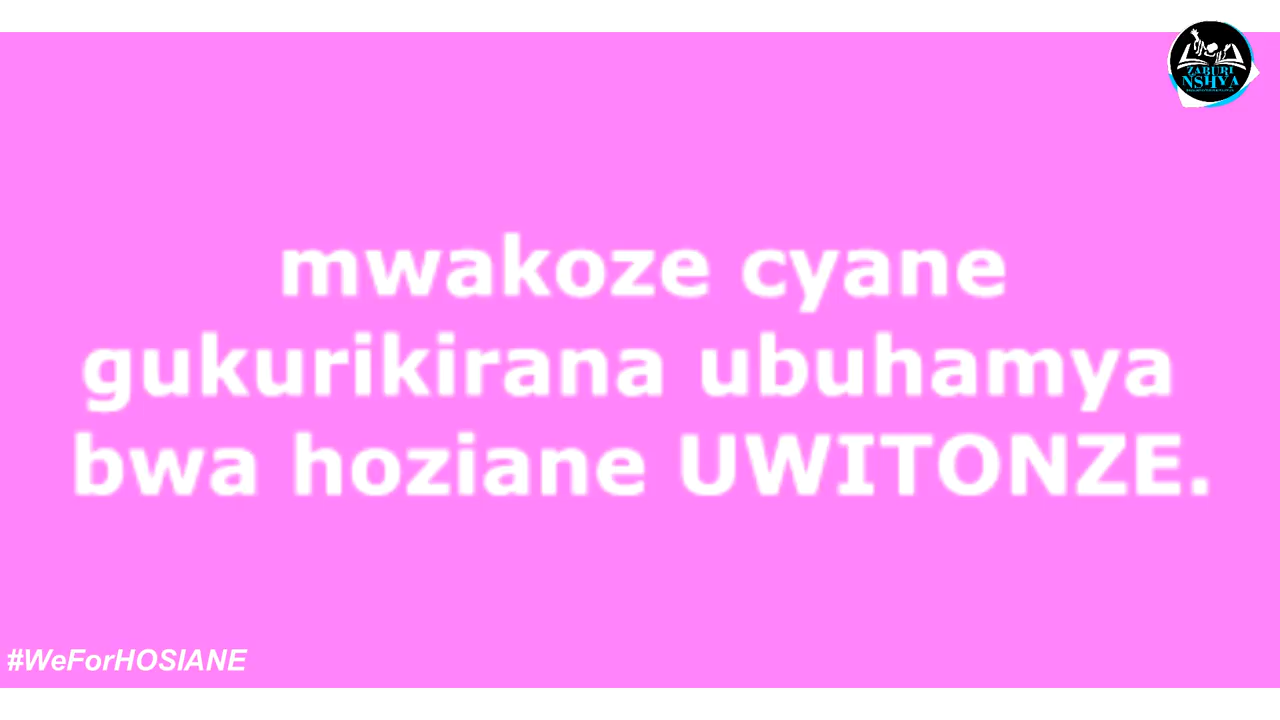 ZABURI
NSHYA
mwakoze cyane
gukurikirana ubuhamya
bwa hoziane UWITONZE.
#WeForHOSIANE